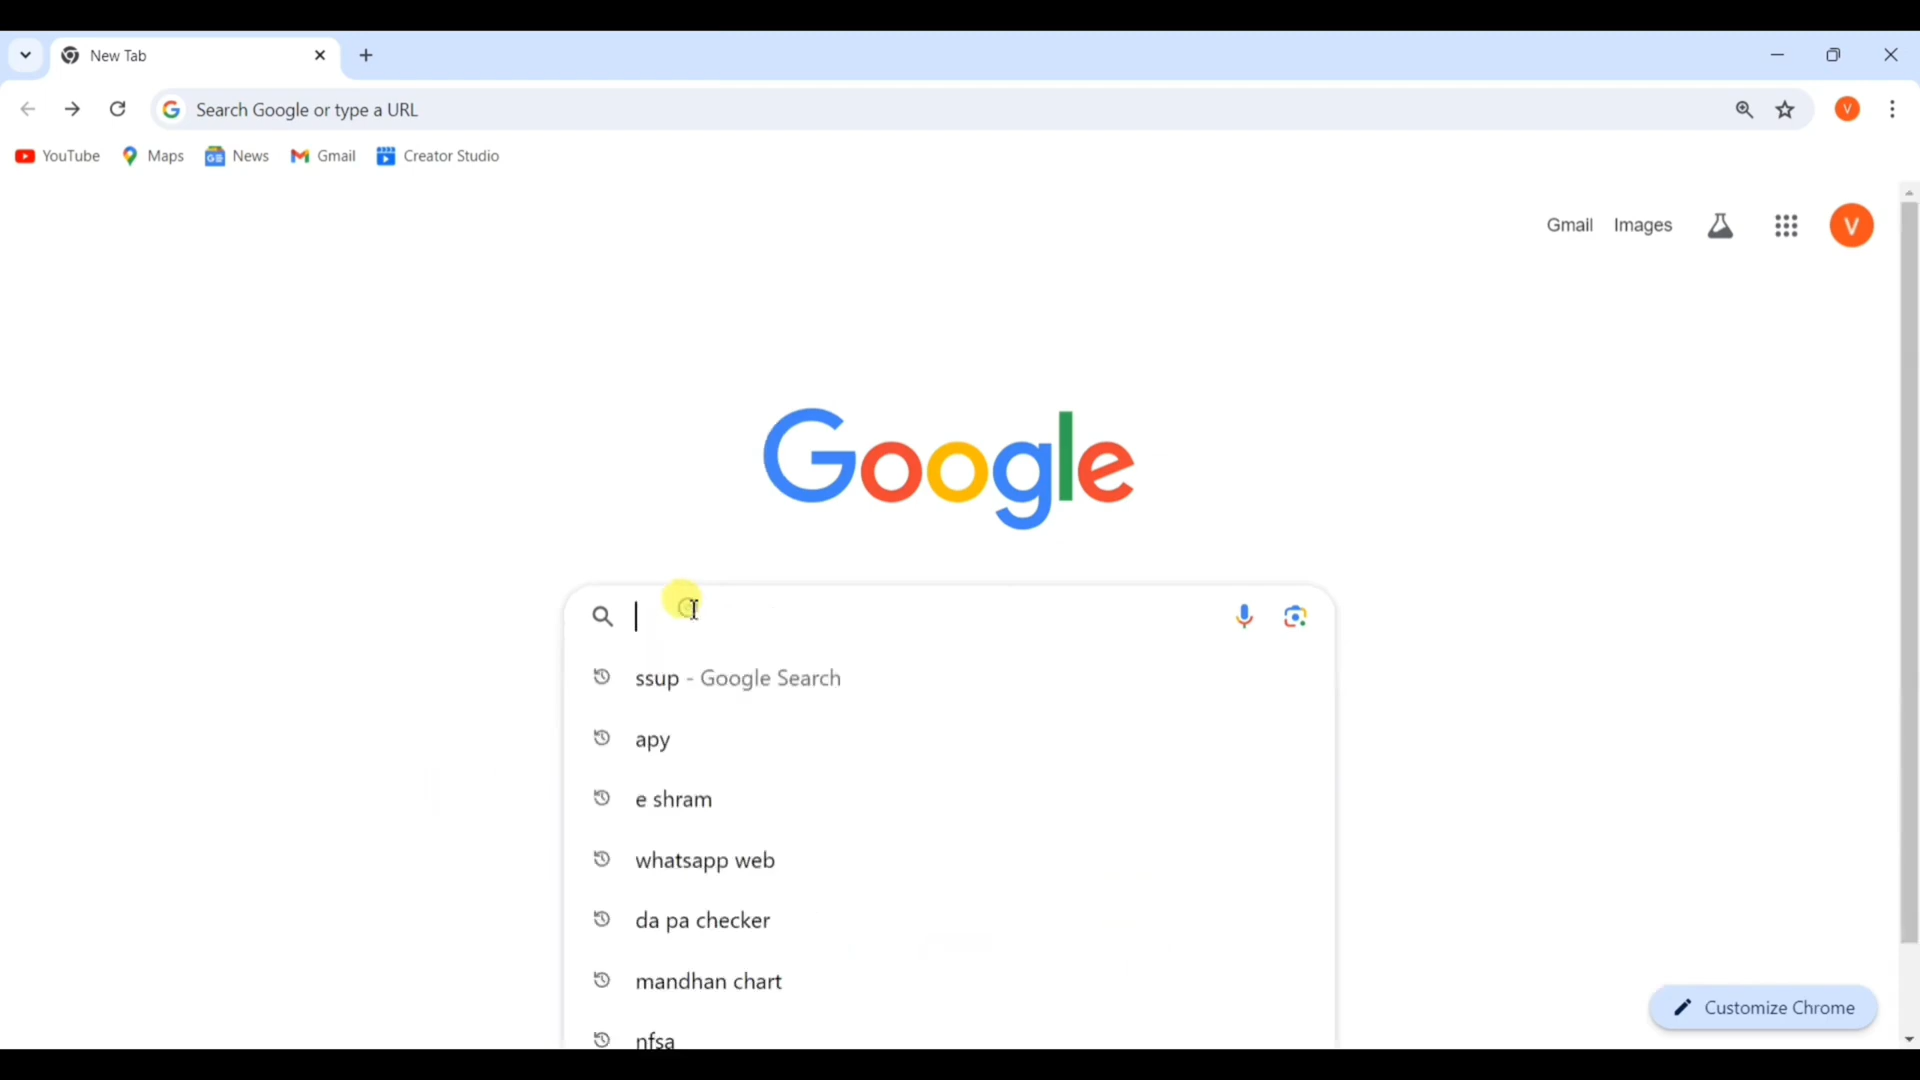 New Tab
Search Google or type a URL
V
YouTube Maps News Gmail Creator Studio
Gmail Images V
Google
ssup - Google Search
apy
e shram
whatsapp web
da pa checker
mandhan chart
nfsa
Customize Chrome